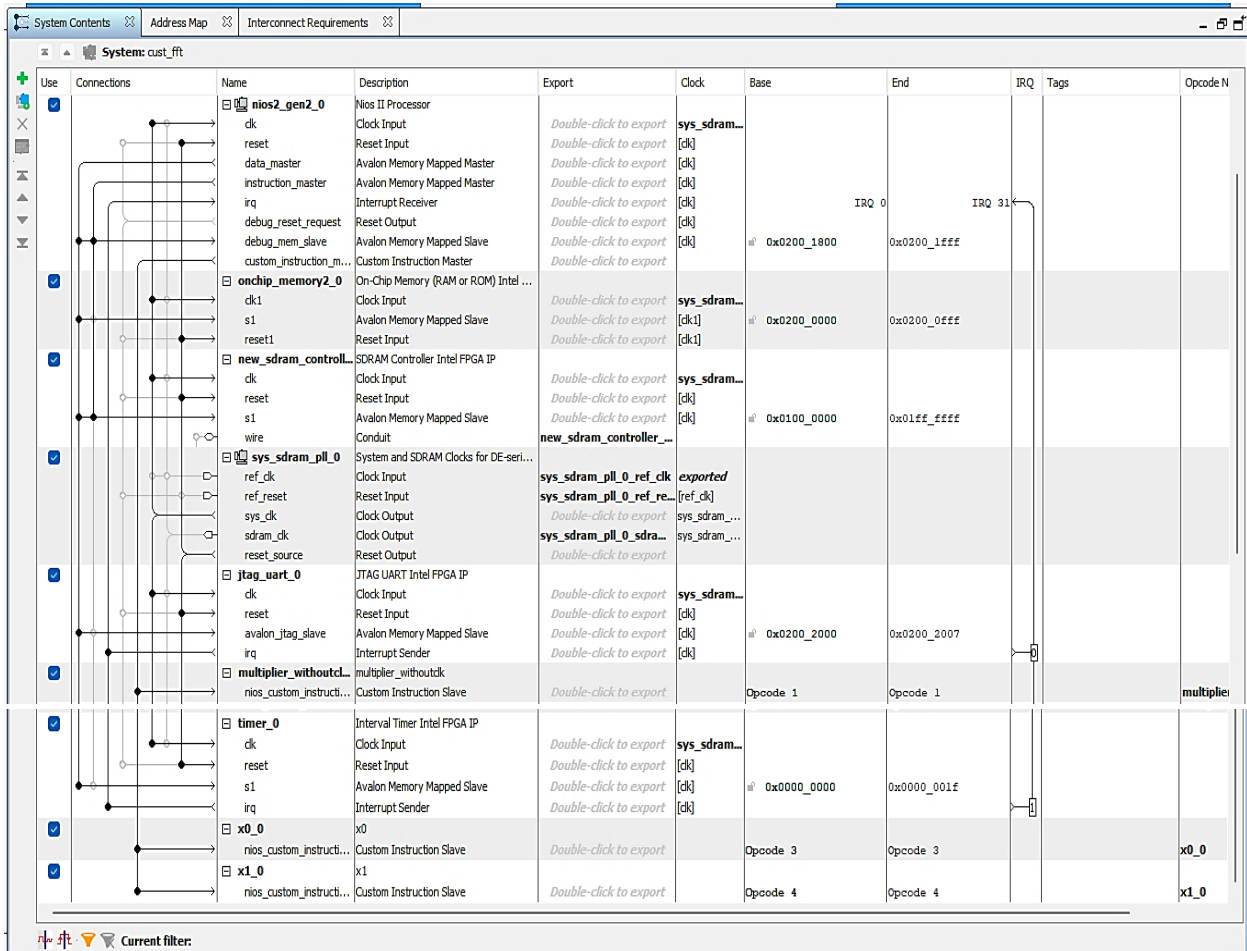 System Contents Address Map Interconnect Requirements
System: cust_fft
Use Connections Name Description Export Clock Base End IRQ Tags Opcode N
nios2_gen2_0 Nios II Processor
clk Clock Input Double-click to export sys_sdram...
reset Reset Input Double-click to export [clk]
data_master Avalon Memory Mapped Master Double-click to export [clk]
instruction_master Avalon Memory Mapped Master Double-click to export [clk]
irq Interrupt Receiver Double-click to export [clk] IRQ 0 IRQ 31
debug_reset_request Reset Output Double-click to export [clk]
debug_mem_slave Avalon Memory Mapped Slave Double-click to export [clk] 0x0200_1800 0x0200_1fff
custom_instruction_m... Custom Instruction Master Double-click to export
onchip_memory2_0 On-Chip Memory (RAM or ROM) Intel ...
clk1 Clock Input Double-click to export sys_sdram...
s1 Avalon Memory Mapped Slave Double-click to export [clk1] 0x0200_0000 0x0200_0fff
reset1 Reset Input Double-click to export [clk1]
new_sdram_controll... SDRAM Controller Intel FPGA IP
clk Clock Input Double-click to export sys_sdram...
reset Reset Input Double-click to export [clk]
s1 Avalon Memory Mapped Slave Double-click to export [clk] 0x0100_0000 0x01ff_ffff
wire Conduit new_sdram_controller_...
sys_sdram_pll_0 System and SDRAM Clocks for DE-seri...
ref_clk Clock Input sys_sdram_pll_0_ref_clk exported
ref_reset Reset Input sys_sdram_pll_0_ref_re... [ref_clk]
sys_clk Clock Output Double-click to export sys_sdram_...
sdram_clk Clock Output sys_sdram_pll_0_sdra... sys_sdram_...
reset_source Reset Output Double-click to export
jtag_uart_0 JTAG UART Intel FPGA IP
clk Clock Input Double-click to export sys_sdram...
reset Reset Input Double-click to export [clk]
avalon_jtag_slave Avalon Memory Mapped Slave Double-click to export [clk] 0x0200_2000 0x0200_2007
irq Interrupt Sender Double-click to export [clk] 0
multiplier_withoutcl... multiplier_withoutclk
nios_custom_instructi... Custom Instruction Slave Double-click to export Opcode 1 Opcode 1 multiplier
timer_0 Interval Timer Intel FPGA IP
clk Clock Input Double-click to export sys_sdram...
reset Reset Input Double-click to export [clk]
s1 Avalon Memory Mapped Slave Double-click to export [clk] 0x0000_0000 0x0000_001f
irq Interrupt Sender Double-click to export [clk] 1
x0_0 x0
nios_custom_instructi... Custom Instruction Slave Double-click to export Opcode 3 Opcode 3 x0_0
x1_0 x1
nios_custom_instructi... Custom Instruction Slave Double-click to export Opcode 4 Opcode 4 x1_0
Current filter: